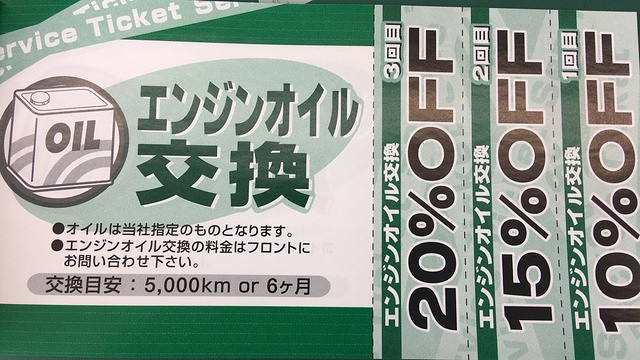 Service Ticket Ser
OIL
エンジンオイル
交換
●オイルは当社指定のものとなります。
●エンジンオイル交換の料金はフロントに
お問い合わせ下さい。
交換目安：5,000km or 6ヶ月
3回目
エンジンオイル交換
20%OFF
2回目
エンジンオイル交換
15%OFF
1回目
エンジンオイル交換
10%OFF